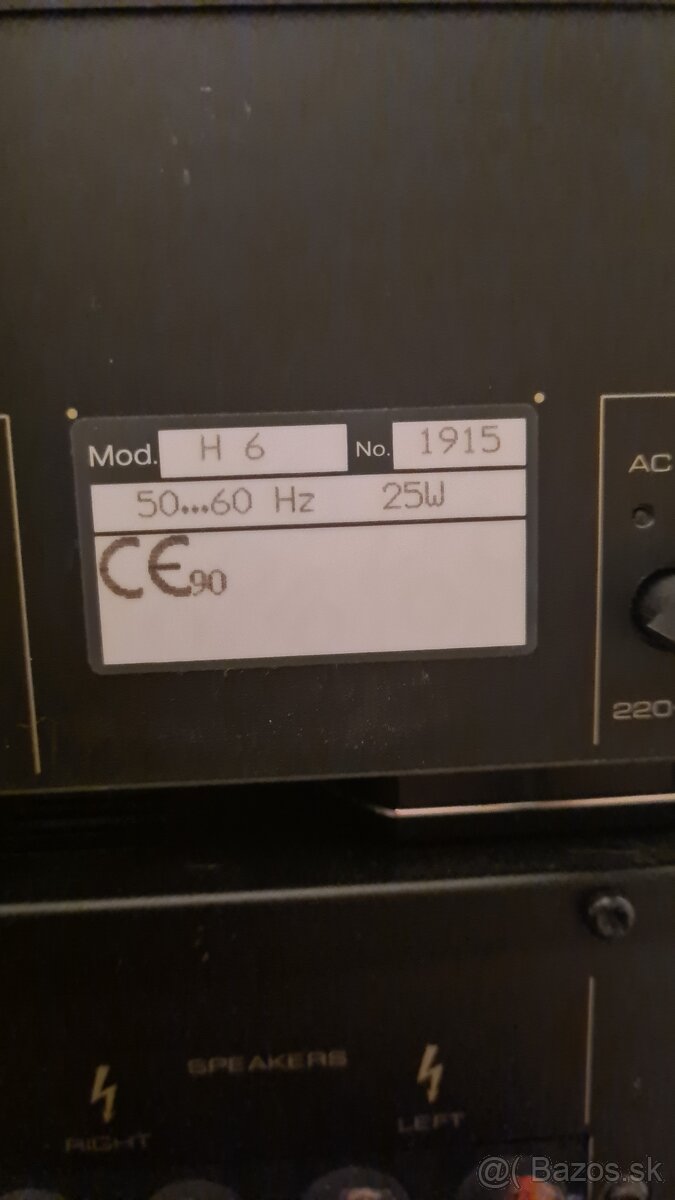 Mod. H 6 No. 1915
50...60 Hz 25W
CE90
AC
220
SPEAKERS
RIGHT LEFT
@( Bazos.sk